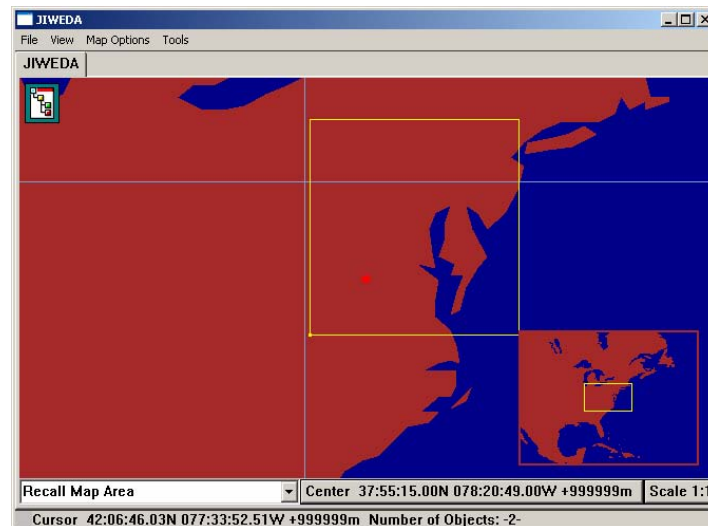 JIWEDA
File View Map Options Tools
JIWEDA
Recall Map Area Center 37:55:15.00N 078:20:49.00W +999999m Scale 1:1
Cursor 42:06:46.03N 077:33:52.51W +999999m Number of Objects: -2-